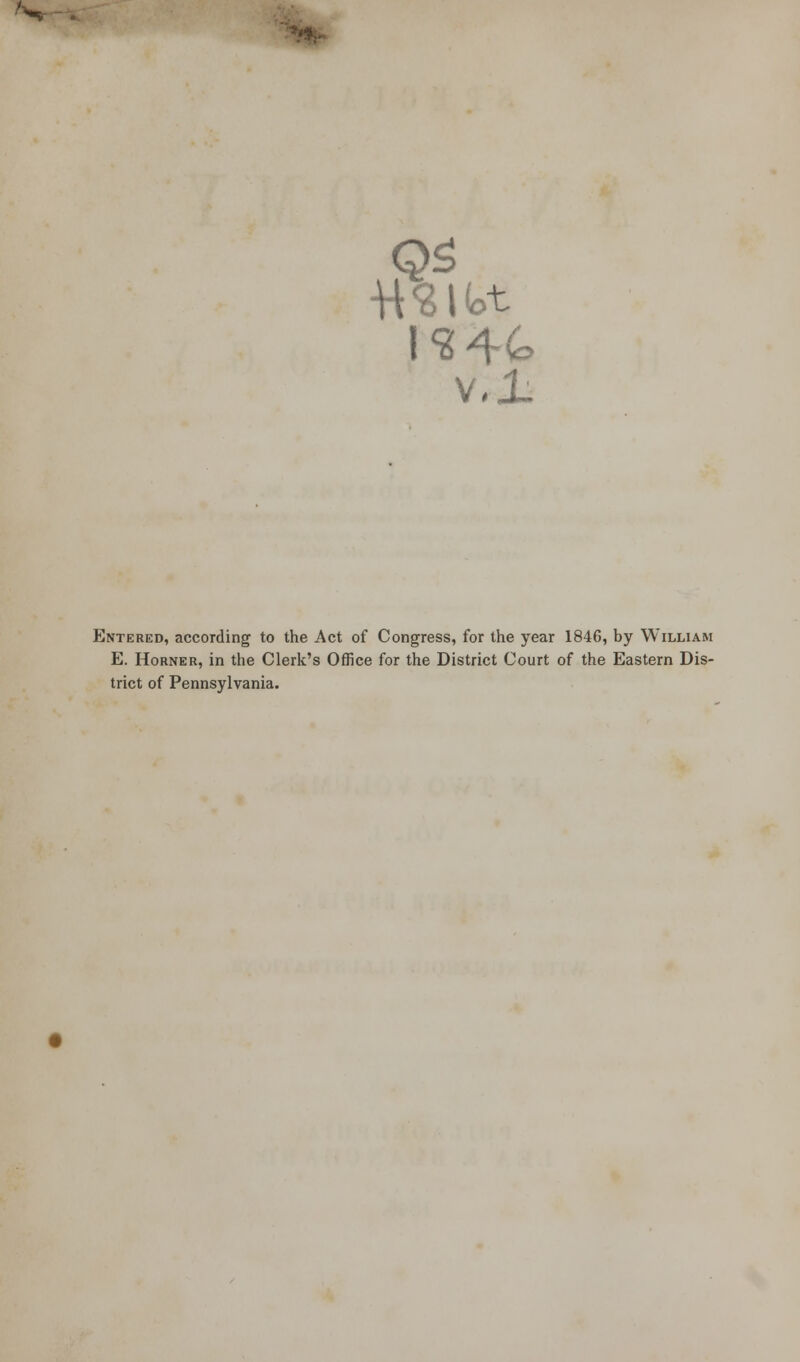 QS
H816t
1846
v.1
Entered, according to the Act of Congress, for the year 1846, by William
E. Horner, in the Clerk's Office for the District Court of the Eastern Dis-
trict of Pennsylvania.